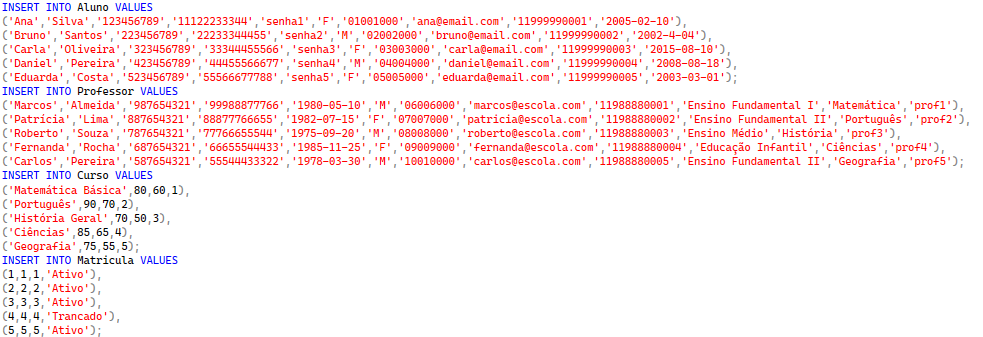 INSERT INTO Aluno VALUES
('Ana','Silva','123456789','11122233344','senha1','F','01001000','ana@email.com','11999990001','2005-02-10'),
('Bruno','Santos','223456789','22233344455','senha2','M','02002000','bruno@email.com','11999990002','2002-4-04'),
('Carla','Oliveira','323456789','33344455566','senha3','F','03003000','carla@email.com','11999990003','2015-08-10'),
('Daniel','Pereira','423456789','44455566677','senha4','M','04004000','daniel@email.com','11999990004','2008-08-18'),
('Eduarda','Costa','523456789','55566677788','senha5','F','05005000','eduarda@email.com','11999990005','2003-03-01');
INSERT INTO Professor VALUES
('Marcos','Almeida','987654321','99988877766','1980-05-10','M','06006000','marcos@escola.com','11988880001','Ensino Fundamental I','Matemática','prof1'),
('Patrícia','Lima','887654321','88877766655','1982-07-15','F','07007000','patricia@escola.com','11988880002','Ensino Fundamental II','Português','prof2'),
('Roberto','Souza','787654321','77766655544','1975-09-20','M','08008000','roberto@escola.com','11988880003','Ensino Médio','História','prof3'),
('Fernanda','Rocha','687654321','66655544433','1985-11-25','F','09009000','fernanda@escola.com','11988880004','Educação Infantil','Ciências','prof4'),
('Carlos','Pereira','587654321','55544433322','1978-03-30','M','10010000','carlos@escola.com','11988880005','Ensino Fundamental II','Geografia','prof5');
INSERT INTO Curso VALUES
('Matemática Básica',80,60,1),
('Português',90,70,2),
('História Geral',70,50,3),
('Ciências',85,65,4),
('Geografia',75,55,5);
INSERT INTO Matricula VALUES
(1,1,1,'Ativo'),
(2,2,2,'Ativo'),
(3,3,3,'Ativo'),
(4,4,4,'Trancado'),
(5,5,5,'Ativo');